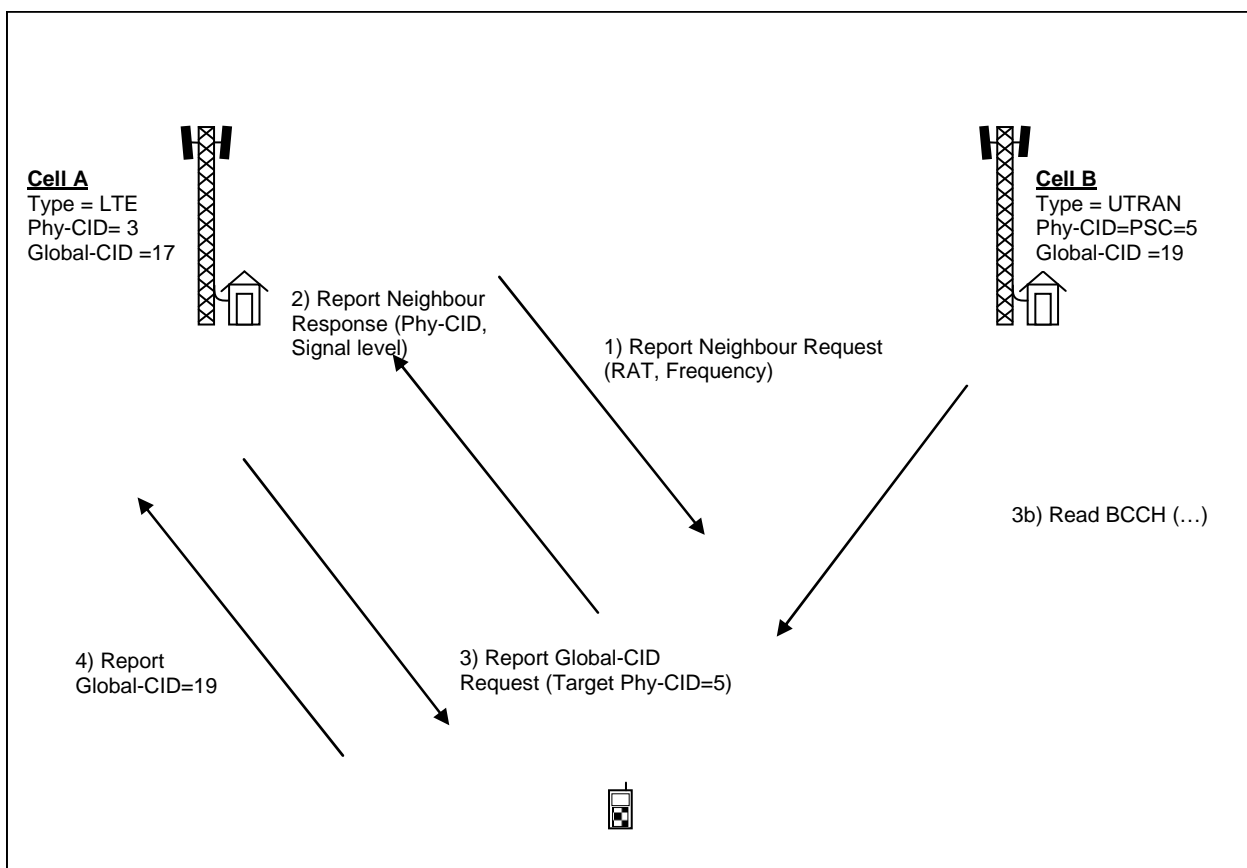 Cell A
Type = LTE
Phy-CID= 3
Global-CID =17
Cell B
Type = UTRAN
Phy-CID=PSC=5
Global-CID =19
2) Report Neighbour
Response (Phy-CID,
Signal level)
1) Report Neighbour Request
(RAT, Frequency)
3b) Read BCCH (…)
4) Report
Global-CID=19
3) Report Global-CID
Request (Target Phy-CID=5)